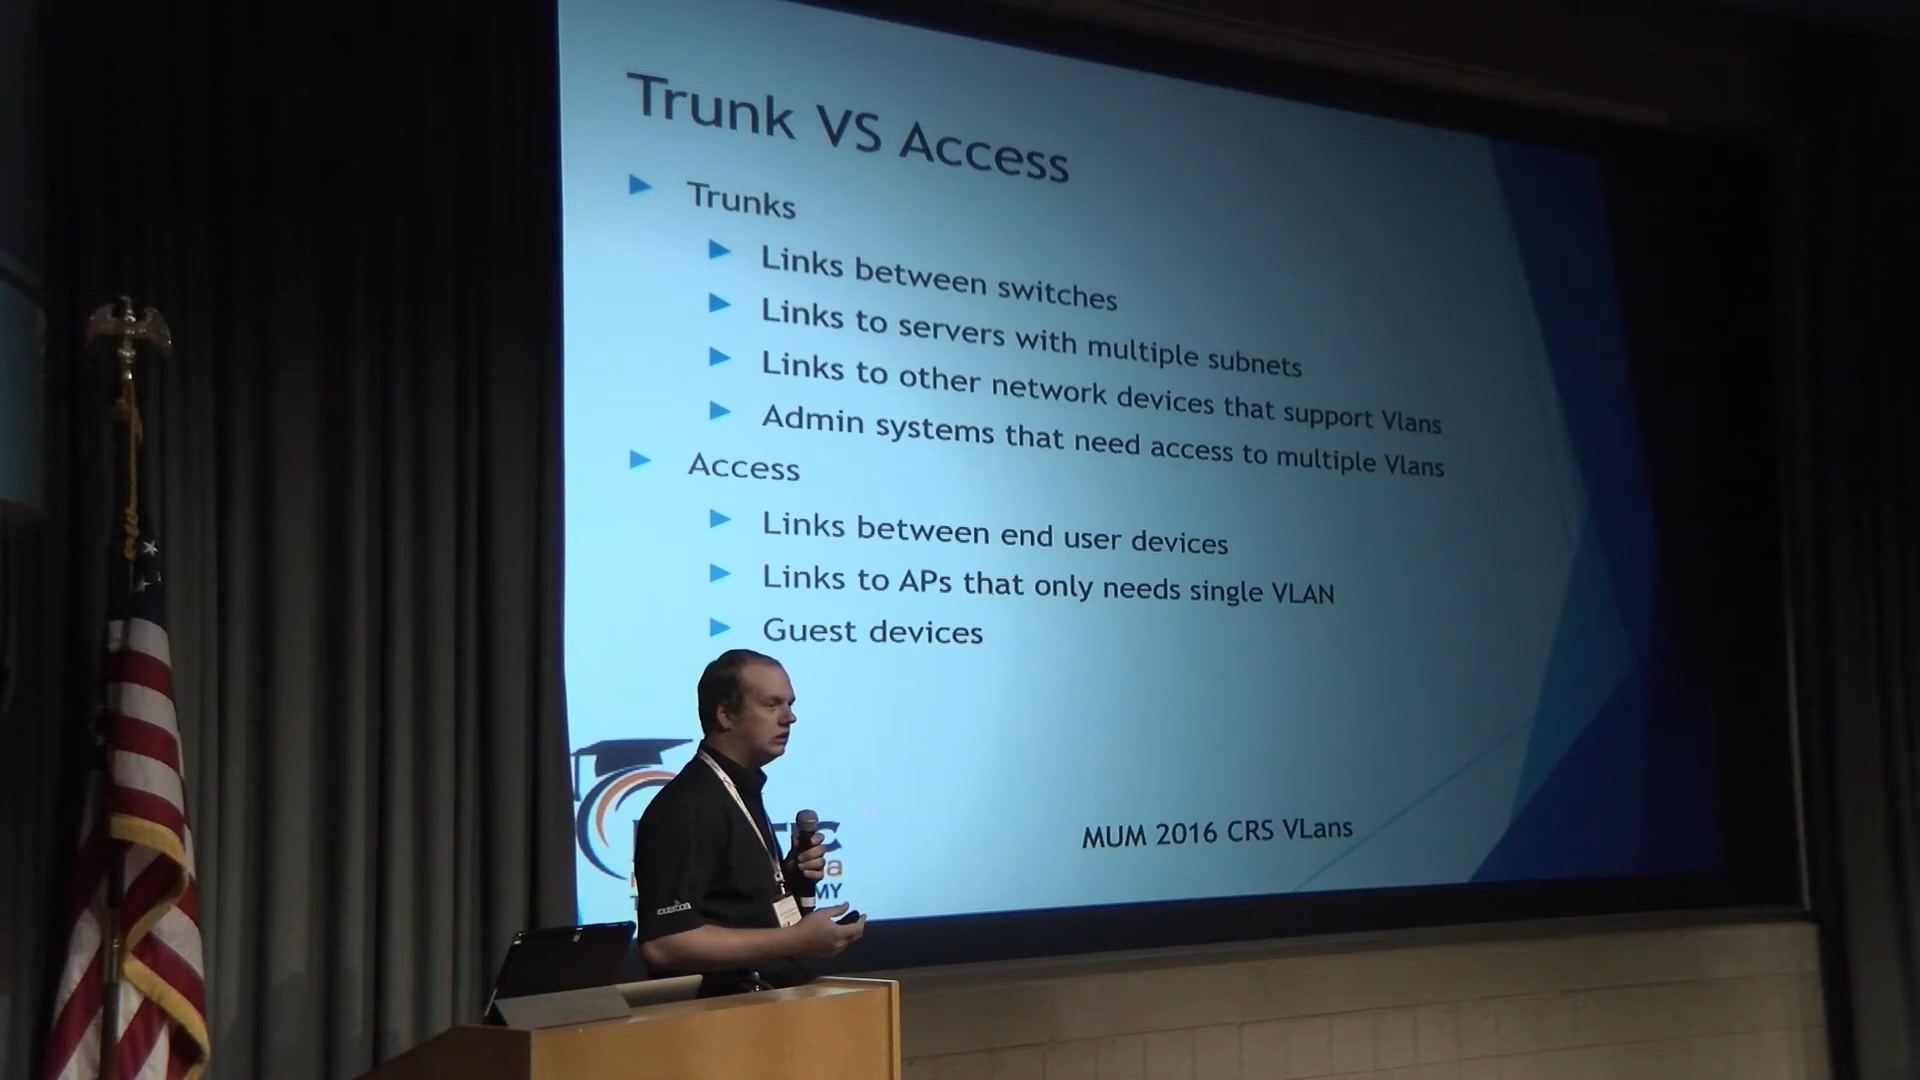 Trunk VS Access
Trunks
Links between switches
Links to servers with multiple subnets
Links to other network devices that support Vlans
Admin systems that need access to multiple Vlans
Access
Links between end user devices
Links to APs that only needs single VLAN
Guest devices
MUM 2016 CRS VLans